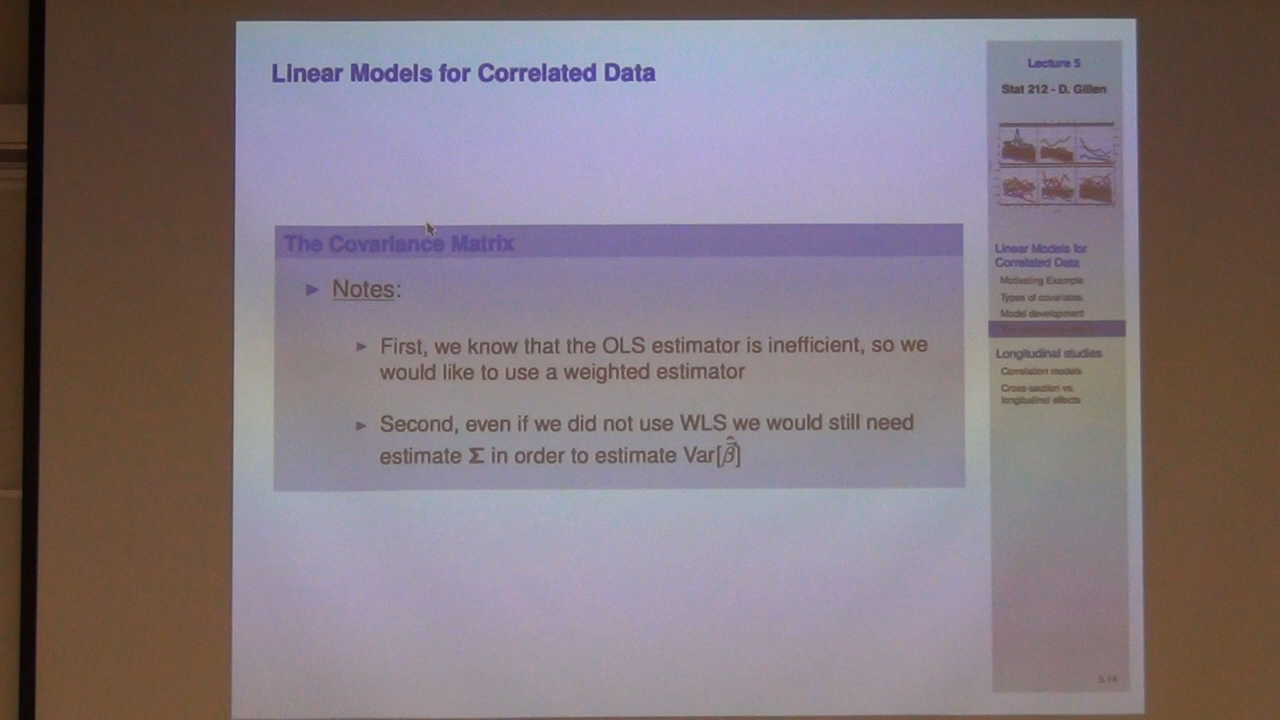 Linear Models for Correlated Data
The Covariance Matrix
Notes:
First, we know that the OLS estimator is inefficient, so we
would like to use a weighted estimator
Second, even if we did not use WLS we would still need
estimate Σ in order to estimate Var[β̂⃗]
Lecture 5
Stat 212 - D. Gillen
Linear Models for
Correlated Data
Motivating Example
Types of covariates
Model development
Longitudinal studies
Correlation models
Cross-section vs.
longitudinal effects
5.14